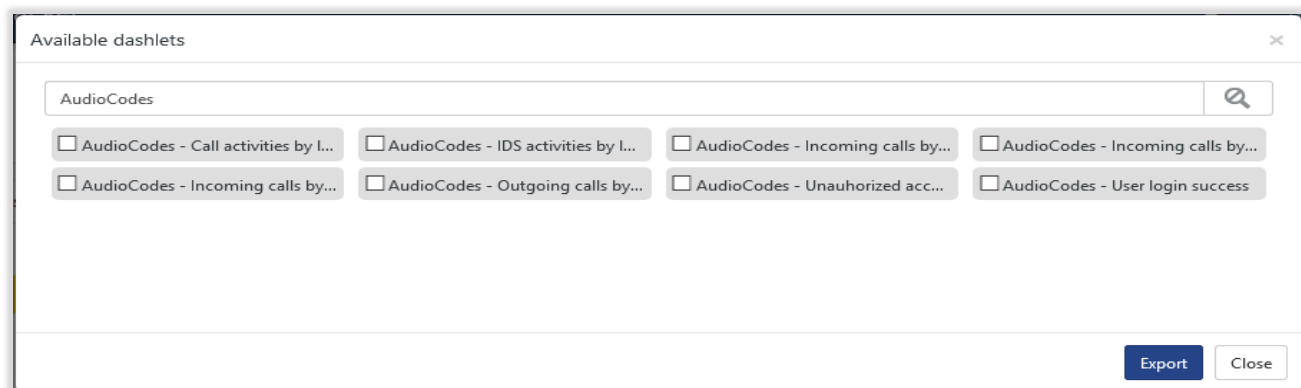 Available dashlets ×
AudioCodes
AudioCodes - Call activities by l... AudioCodes - IDS activities by l... AudioCodes - Incoming calls by... AudioCodes - Incoming calls by...
AudioCodes - Incoming calls by... AudioCodes - Outgoing calls by... AudioCodes - Unauhorized acc... AudioCodes - User login success
Export Close